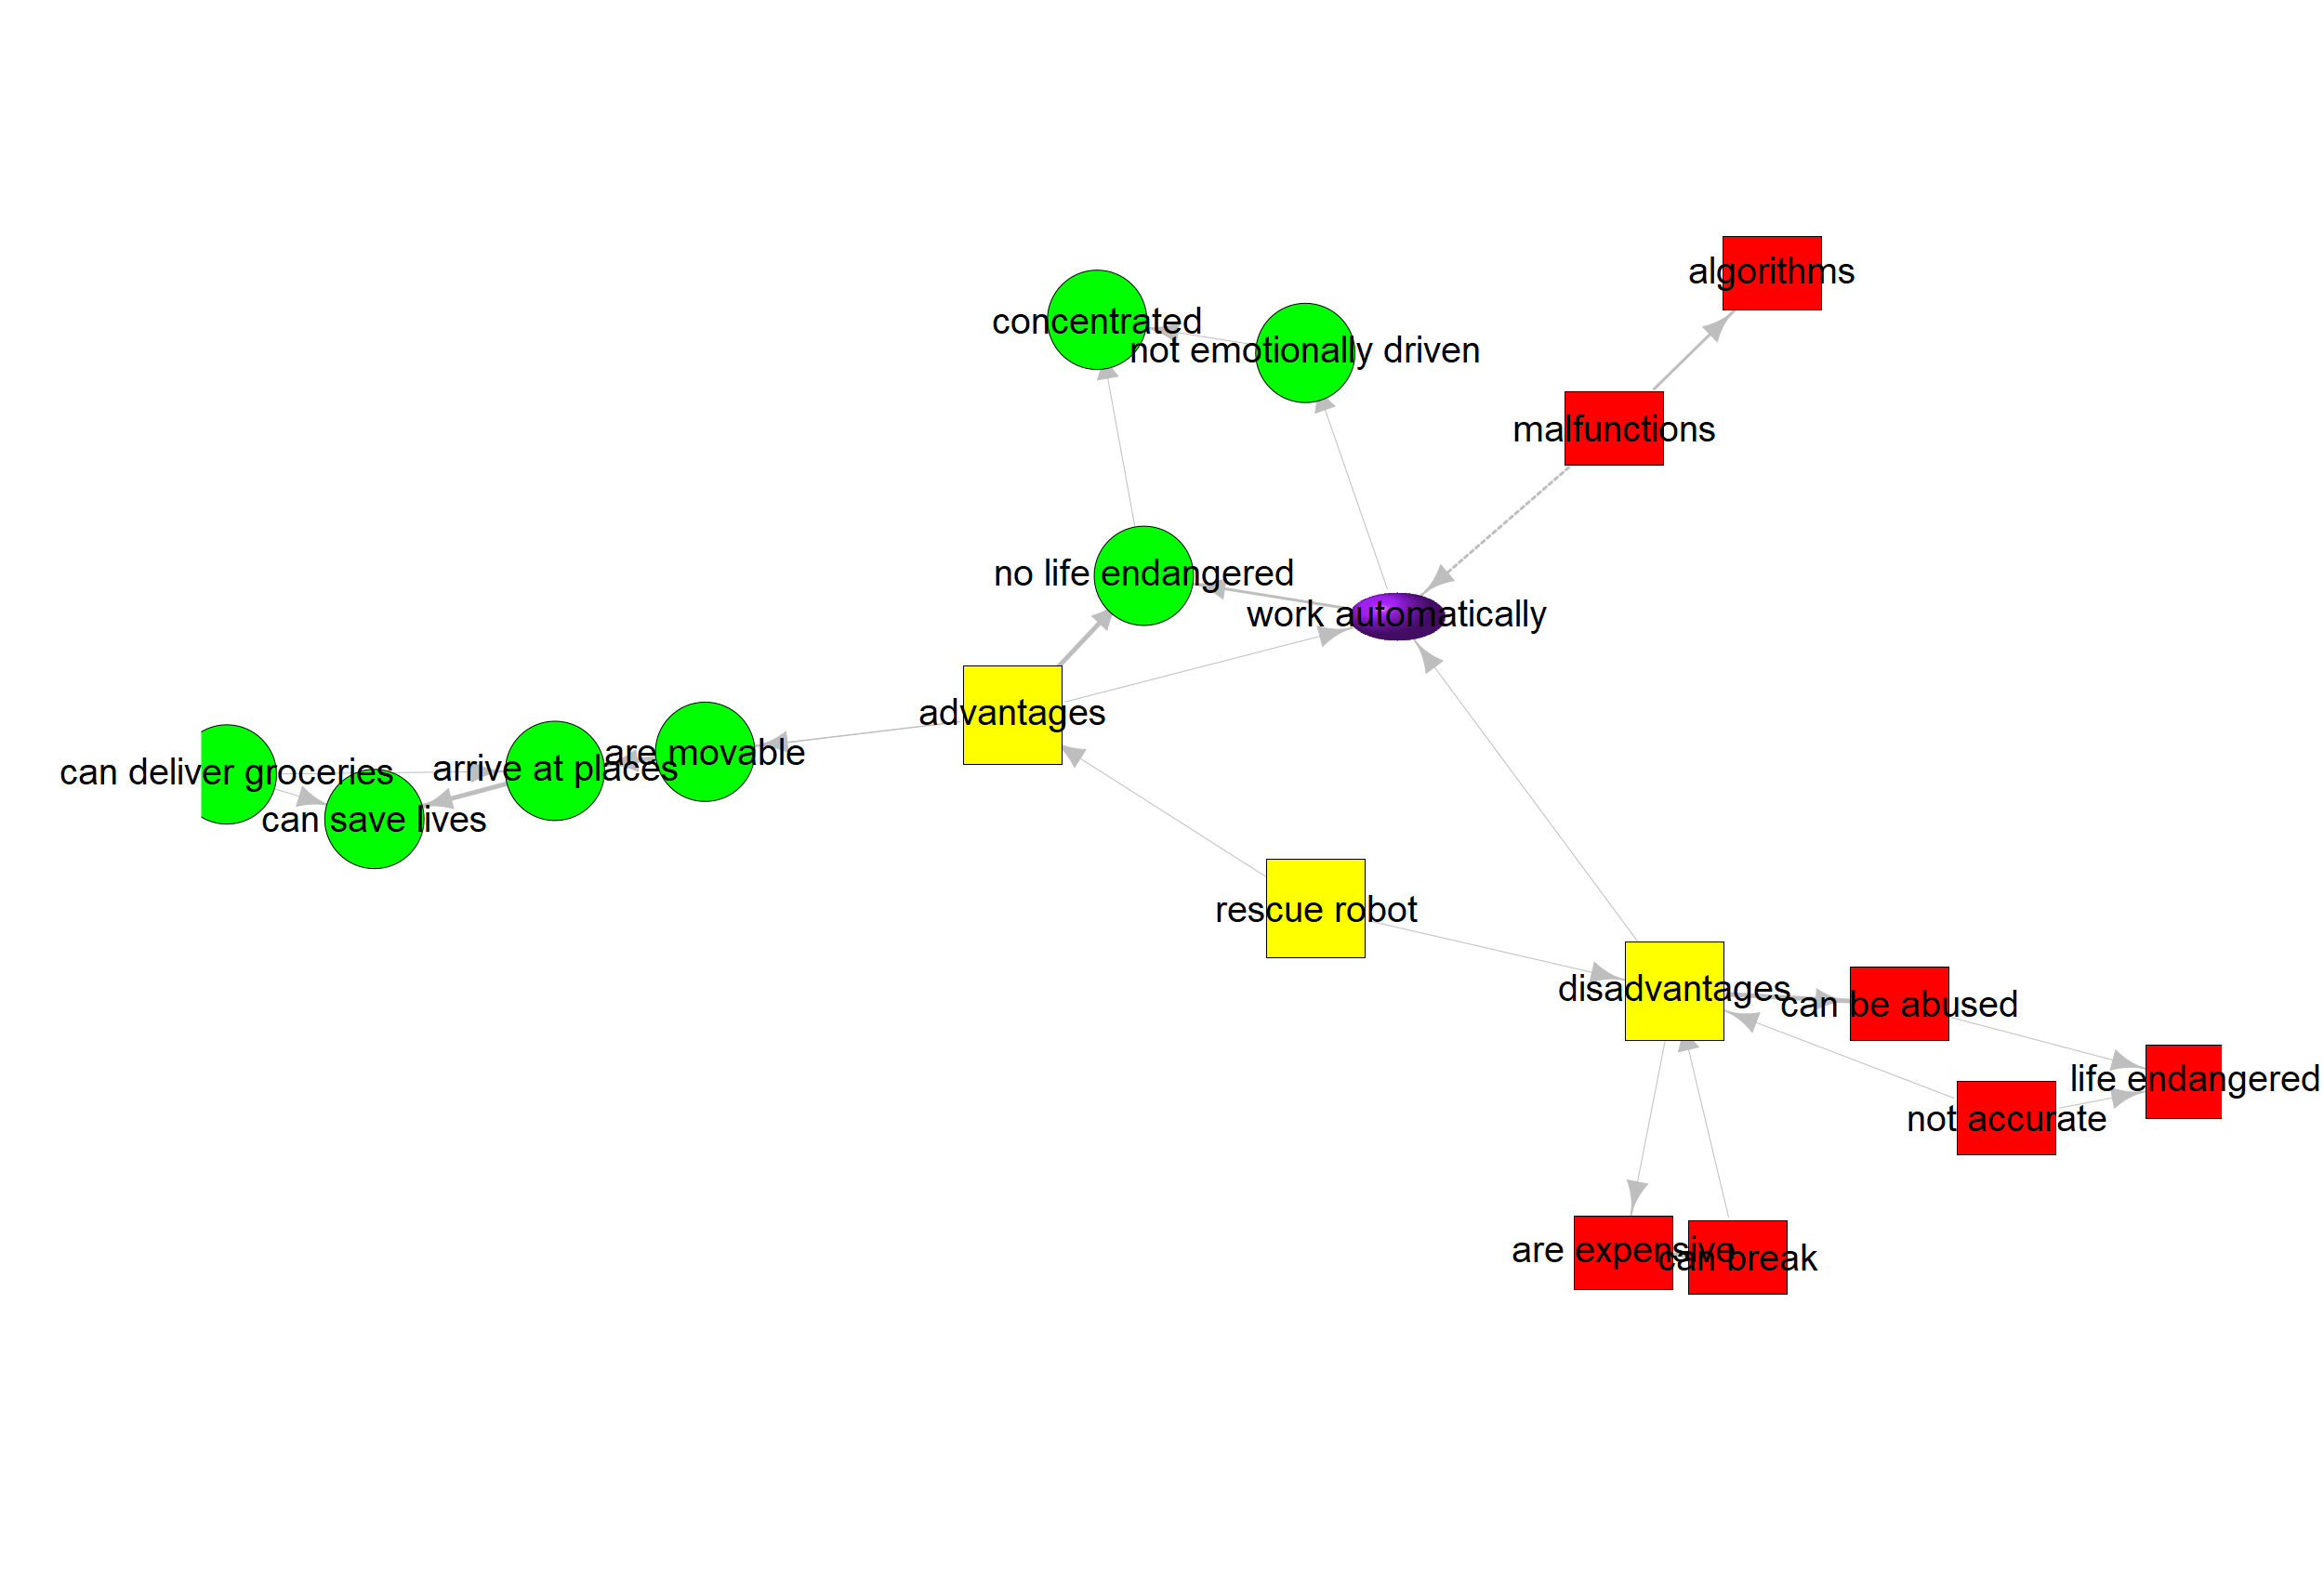 algorithms
concentrated
not emotionally driven
malfunctions
no life endangered
work automatically
advantages
are movable
arrive at places
can deliver groceries
can save lives
rescue robot
disadvantages
can be abused
life endangered
not accurate
are expensive
can break